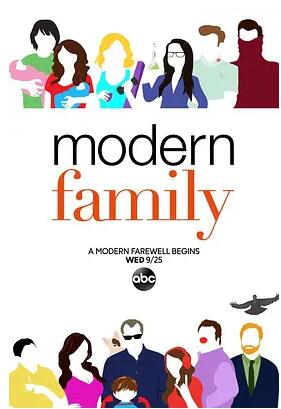 modern
family
A MODERN FAREWELL BEGINS
WED 9/25
abc